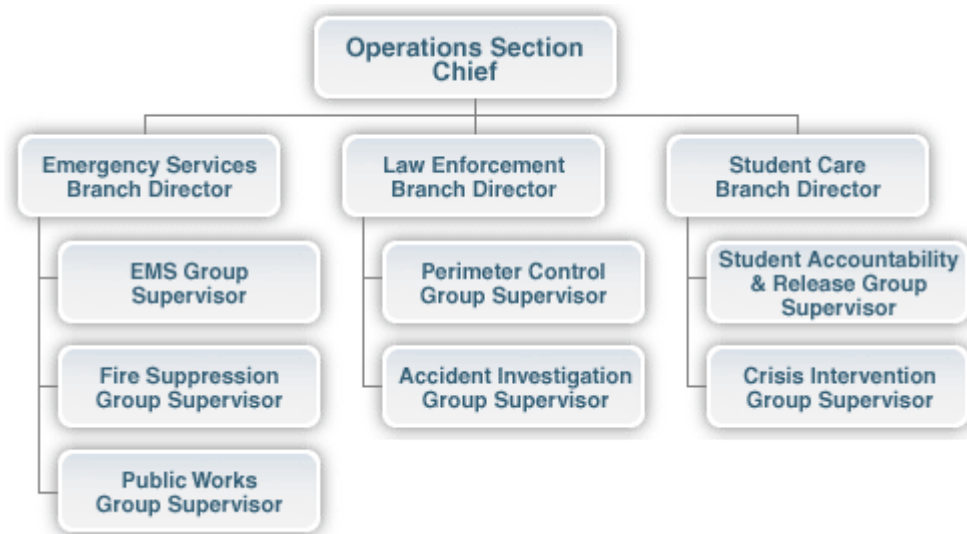 Operations Section
Chief
Emergency Services
Branch Director
Law Enforcement
Branch Director
Student Care
Branch Director
EMS Group
Supervisor
Perimeter Control
Group Supervisor
Student Accountability
& Release Group
Supervisor
Fire Suppression
Group Supervisor
Accident Investigation
Group Supervisor
Crisis Intervention
Group Supervisor
Public Works
Group Supervisor